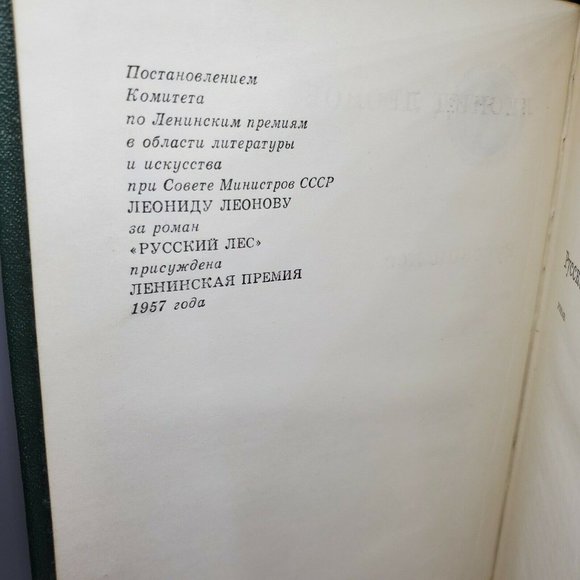 Постановлением
Комитета
по Ленинским премиям
в области литературы
и искусства
при Совете Министров СССР
ЛЕОНИДУ ЛЕОНОВУ
за роман
«РУССКИЙ ЛЕС»
присуждена
ЛЕНИНСКАЯ ПРЕМИЯ
1957 года